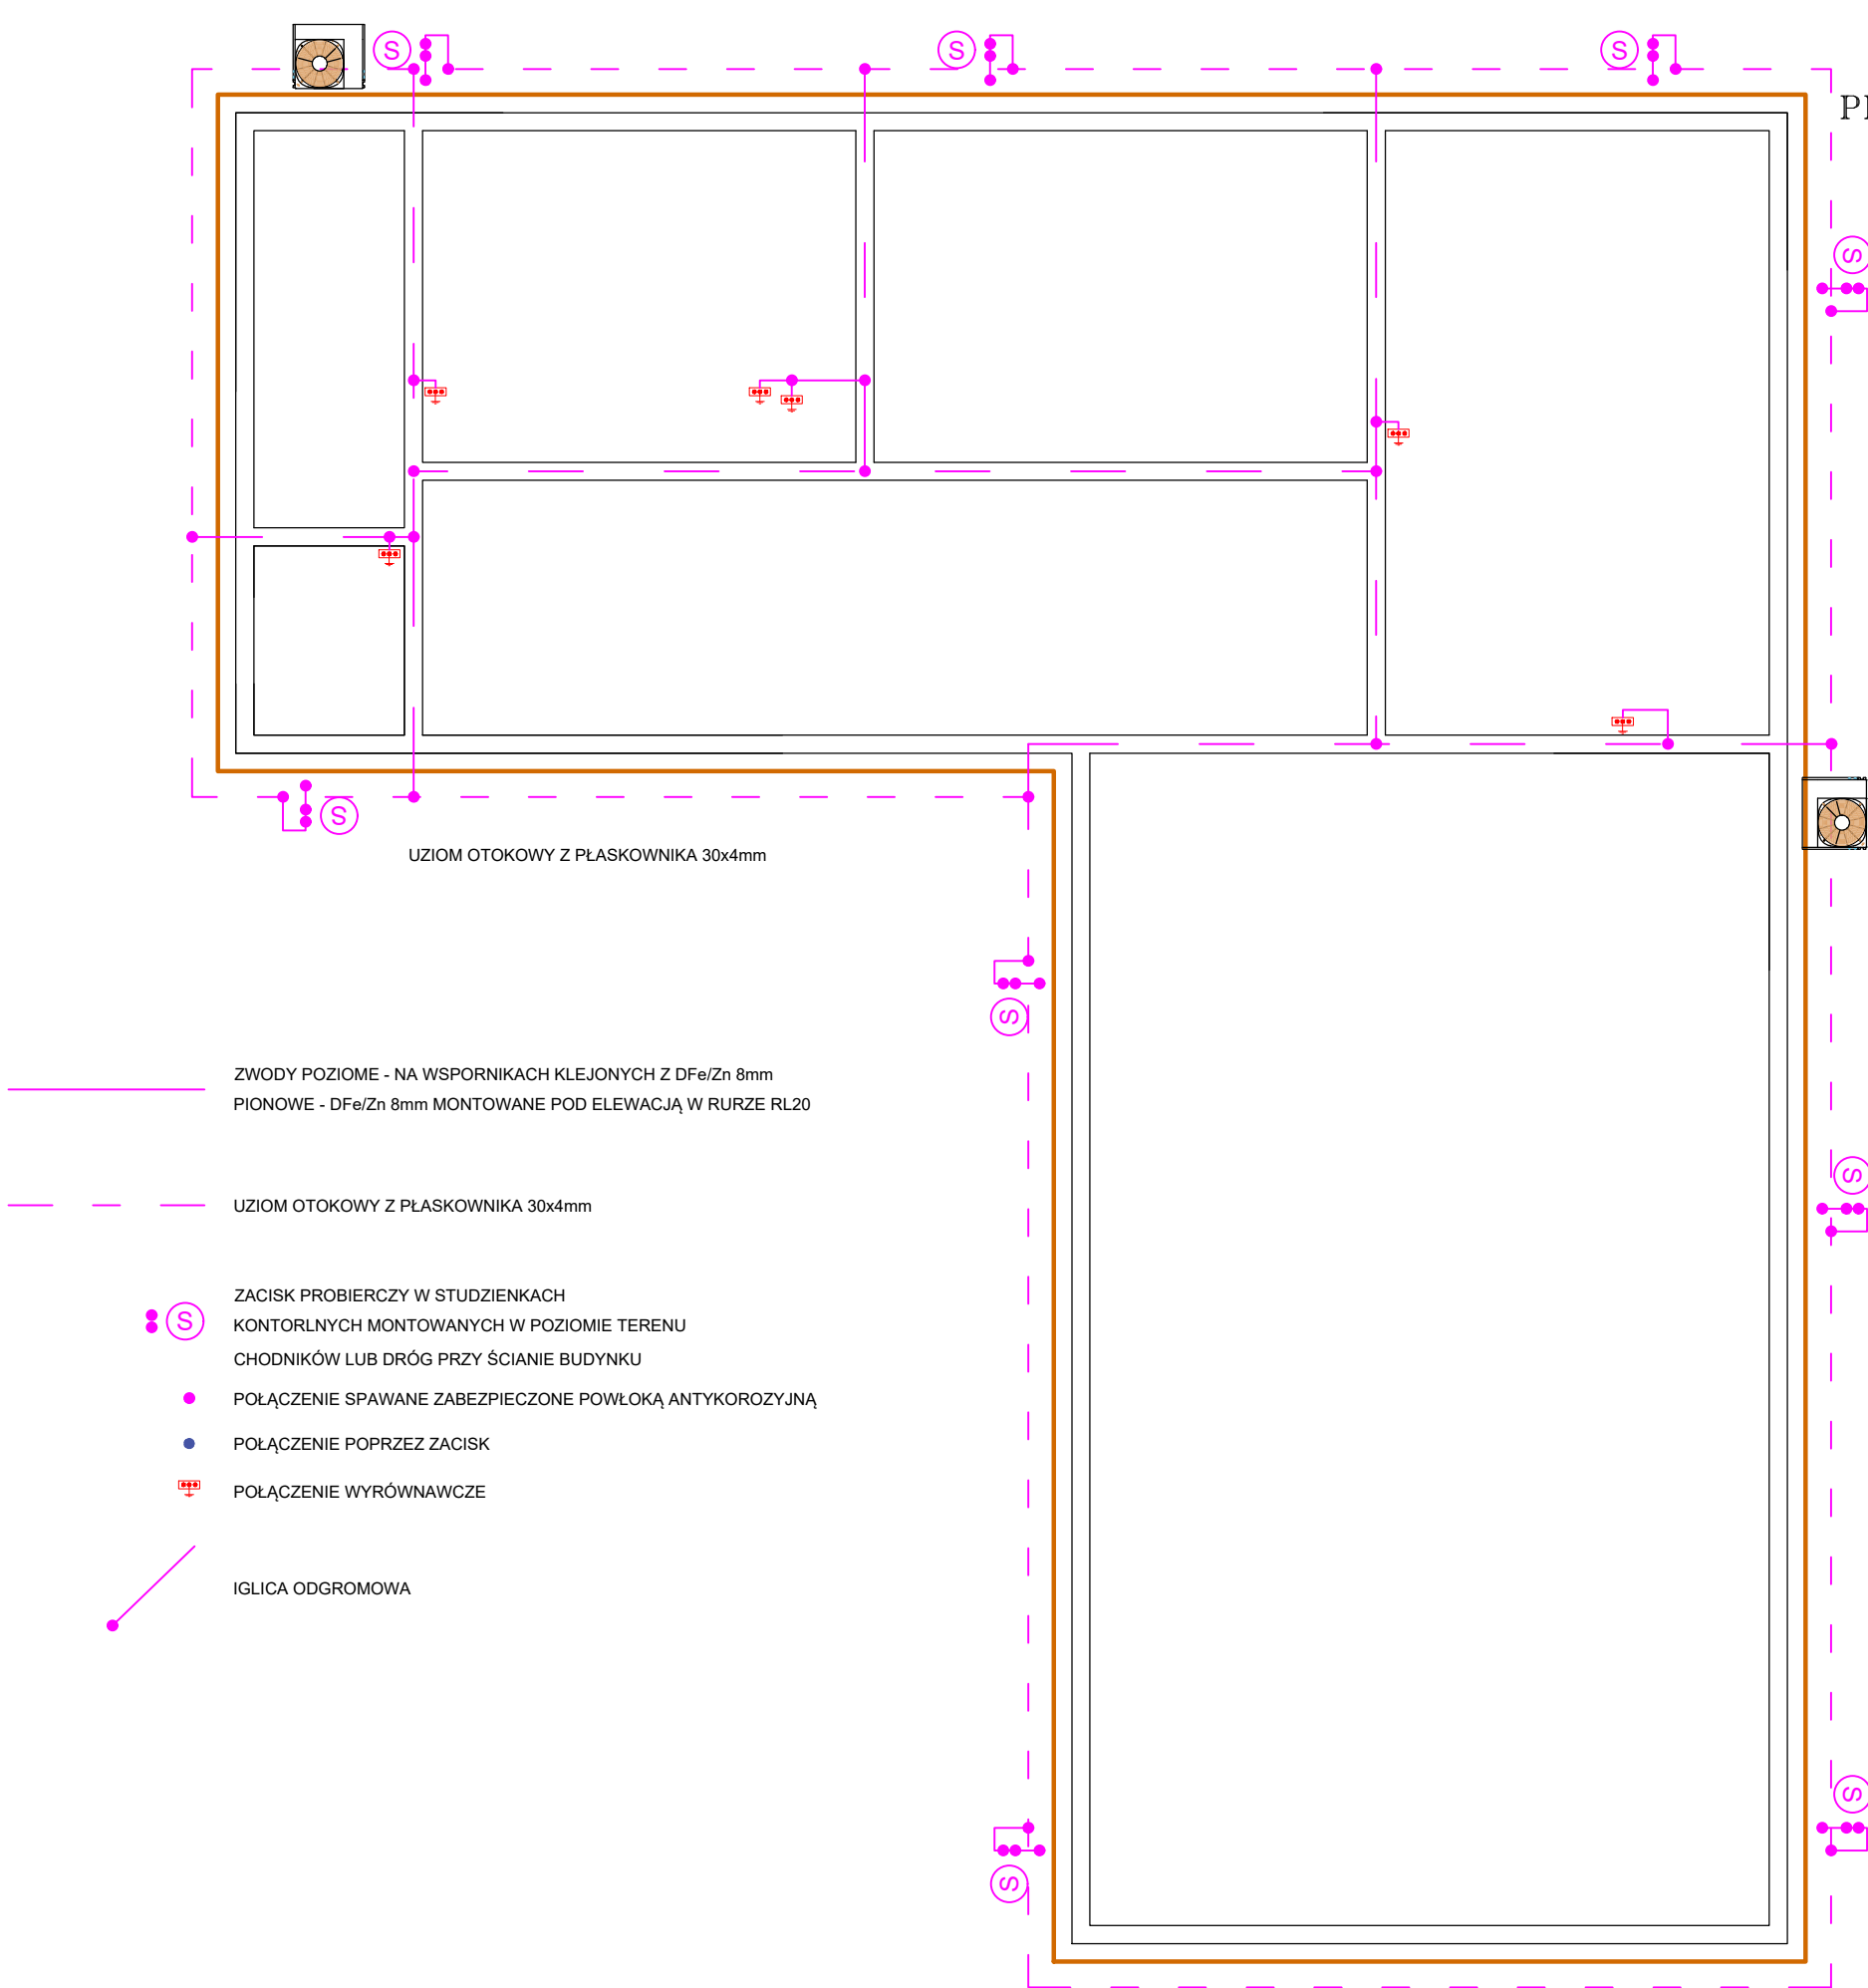 S
S
S
PI
S
S
UZIOM OTOKOWY Z PŁASKOWNIKA 30x4mm
S
ZWODY POZIOME - NA WSPORNIKACH KLEJONYCH Z DFe/Zn 8mm
PIONOWE - DFe/Zn 8mm MONTOWANE POD ELEWACJĄ W RURZE RL20
S
UZIOM OTOKOWY Z PŁASKOWNIKA 30x4mm
ZACISK PROBIERCZY W STUDZIENKACH
S
KONTORLNYCH MONTOWANYCH W POZIOMIE TERENU
CHODNIKÓW LUB DRÓG PRZY ŚCIANIE BUDYNKU
POŁĄCZENIE SPAWANE ZABEZPIECZONE POWŁOKĄ ANTYKOROZYJNĄ
POŁĄCZENIE POPRZEZ ZACISK
POŁĄCZENIE WYRÓWNAWCZE
IGLICA ODGROMOWA
S
S